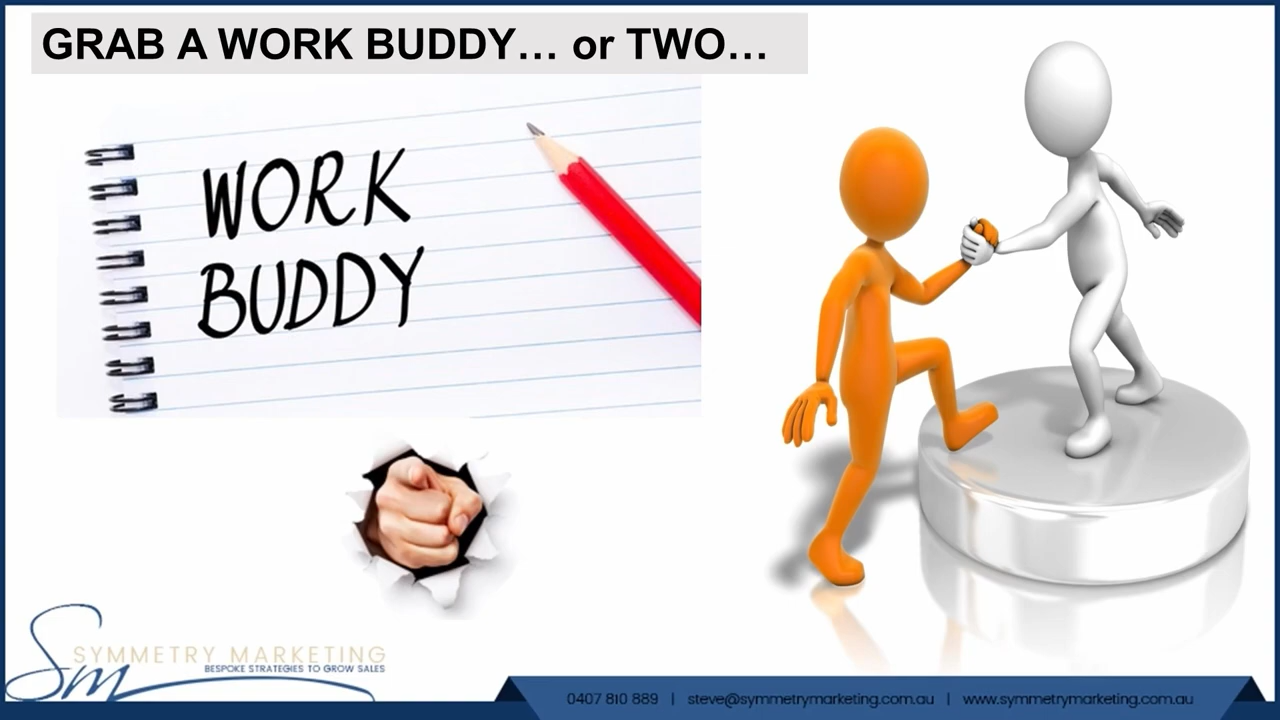 GRAB A WORK BUDDY… or TWO…
WORK
BUDDY
Sm
SYMMETRY MARKETING
BESPOKE STRATEGIES TO GROW SALES
0407 810 889 | steve@symmetrymarketing.com.au | www.symmetrymarketing.com.au